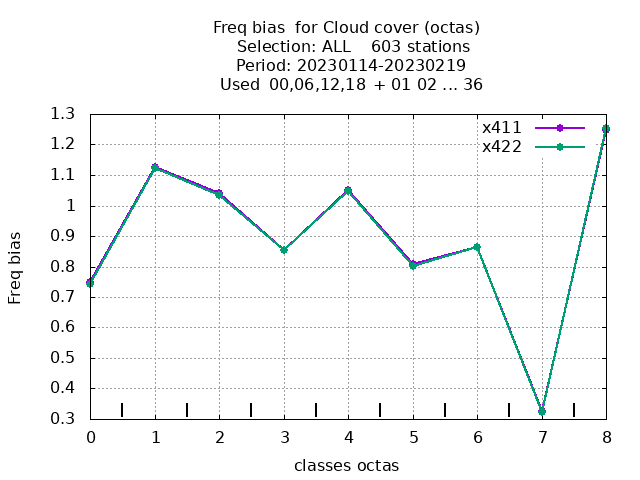 Freq bias  for Cloud cover (octas)
Selection: ALL    603 stations
Period: 20230114-20230219
Used  00,06,12,18  + 01 02 ... 36
x411
x422
1.3
1.2
1.1
1
0.9
0.8
0.7
0.6
0.5
0.4
0.3
Freq bias
0 1 2 3 4 5 6 7 8
classes octas